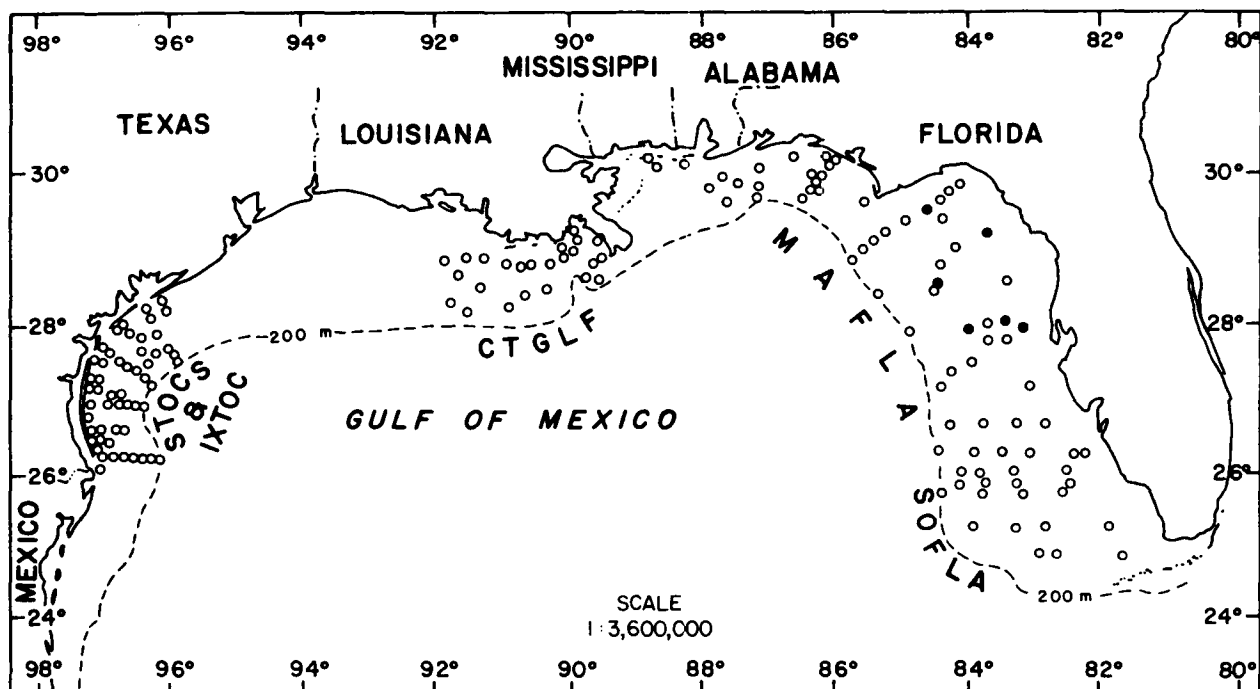 98° 96° 94° 92° 90° 88° 86° 84° 82° 80°
MISSISSIPPI ALABAMA
TEXAS LOUISIANA FLORIDA
30° 30°
MAFLA
28° 28°
200 m
CTGLF
STOCS
&
IXTOC
GULF OF MEXICO
26° 26°
SOFLA
MEXICO
200 m
SCALE
1:3,600,000
24° 24°
98° 96° 94° 92° 90° 88° 86° 84° 82° 80°